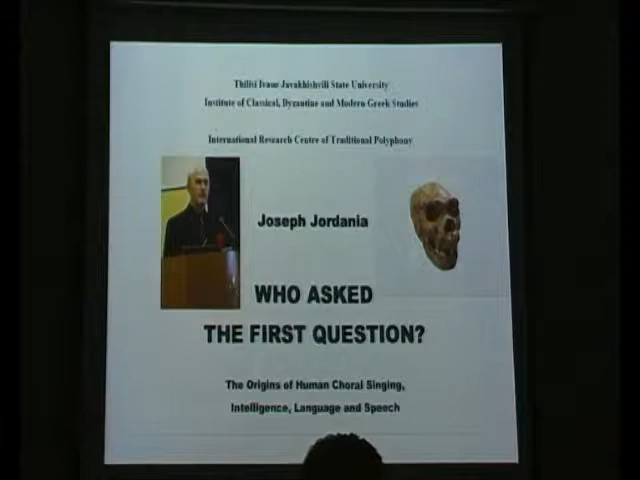 Tbilisi Ivane Javakhishvili State University
Institute of Classical, Byzantine and Modern Greek Studies
International Research Centre of Traditional Polyphony
Joseph Jordania
WHO ASKED
THE FIRST QUESTION?
The Origins of Human Choral Singing,
Intelligence, Language and Speech